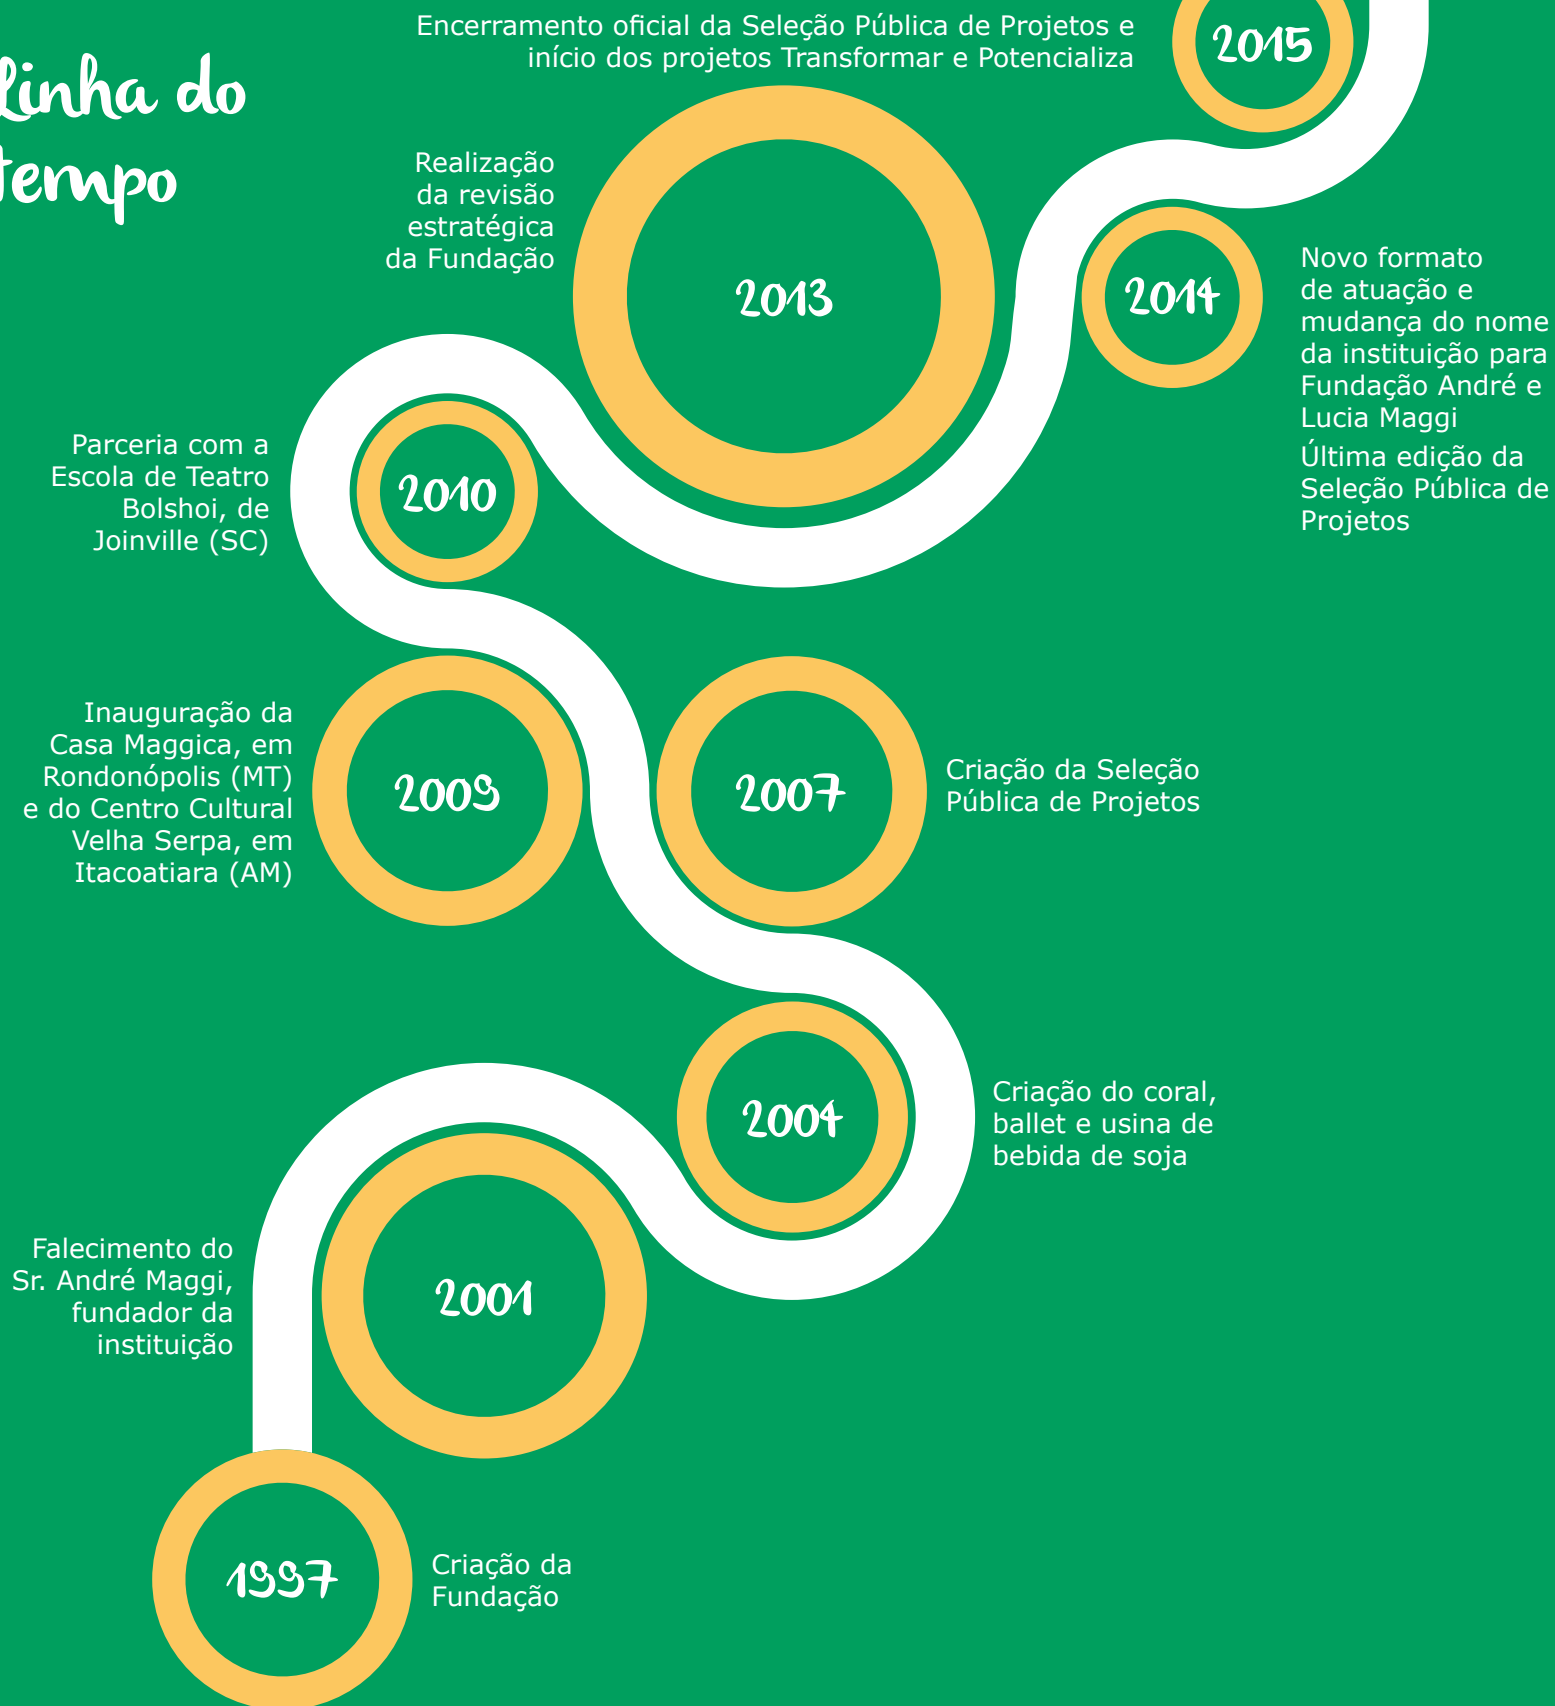 Linha do
tempo
Encerramento oficial da Seleção Pública de Projetos e
início dos projetos Transformar e Potencializa
2015
Realização
da revisão
estratégica
da Fundação
2013
2014
Novo formato
de atuação e
mudança do nome
da instituição para
Fundação André e
Lucia Maggi
Última edição da
Seleção Pública de
Projetos
Parceria com a
Escola de Teatro
Bolshoi, de
Joinville (SC)
2010
Inauguração da
Casa Maggica, em
Rondonópolis (MT)
e do Centro Cultural
Velha Serpa, em
Itacoatiara (AM)
2009
2007
Criação da Seleção
Pública de Projetos
2004
Criação do coral,
ballet e usina de
bebida de soja
Falecimento do
Sr. André Maggi,
fundador da
instituição
2001
1997
Criação da
Fundação